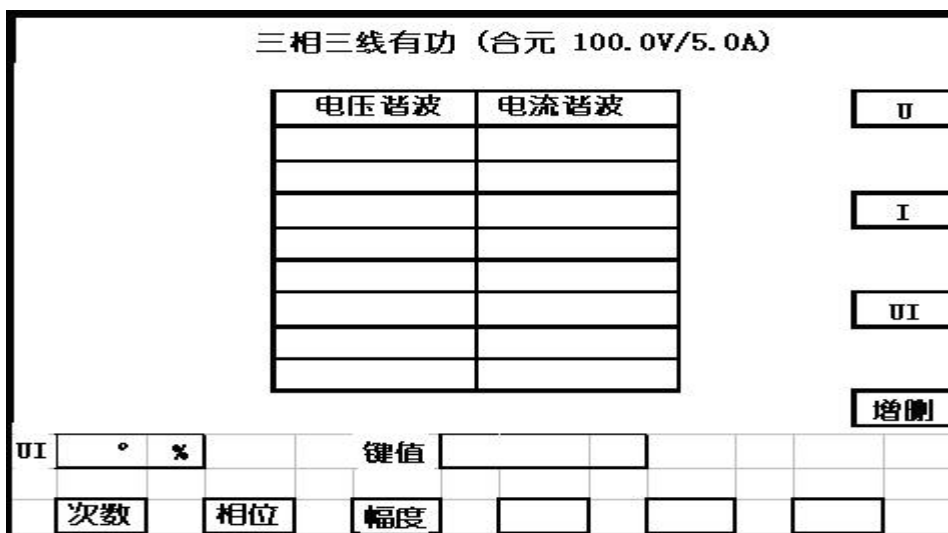 三相三线有功 (合元 100.0V/5.0A)
电压谐波 电流谐波
U
I
UI
增删
UI ° % 键值
次数 相位 幅度